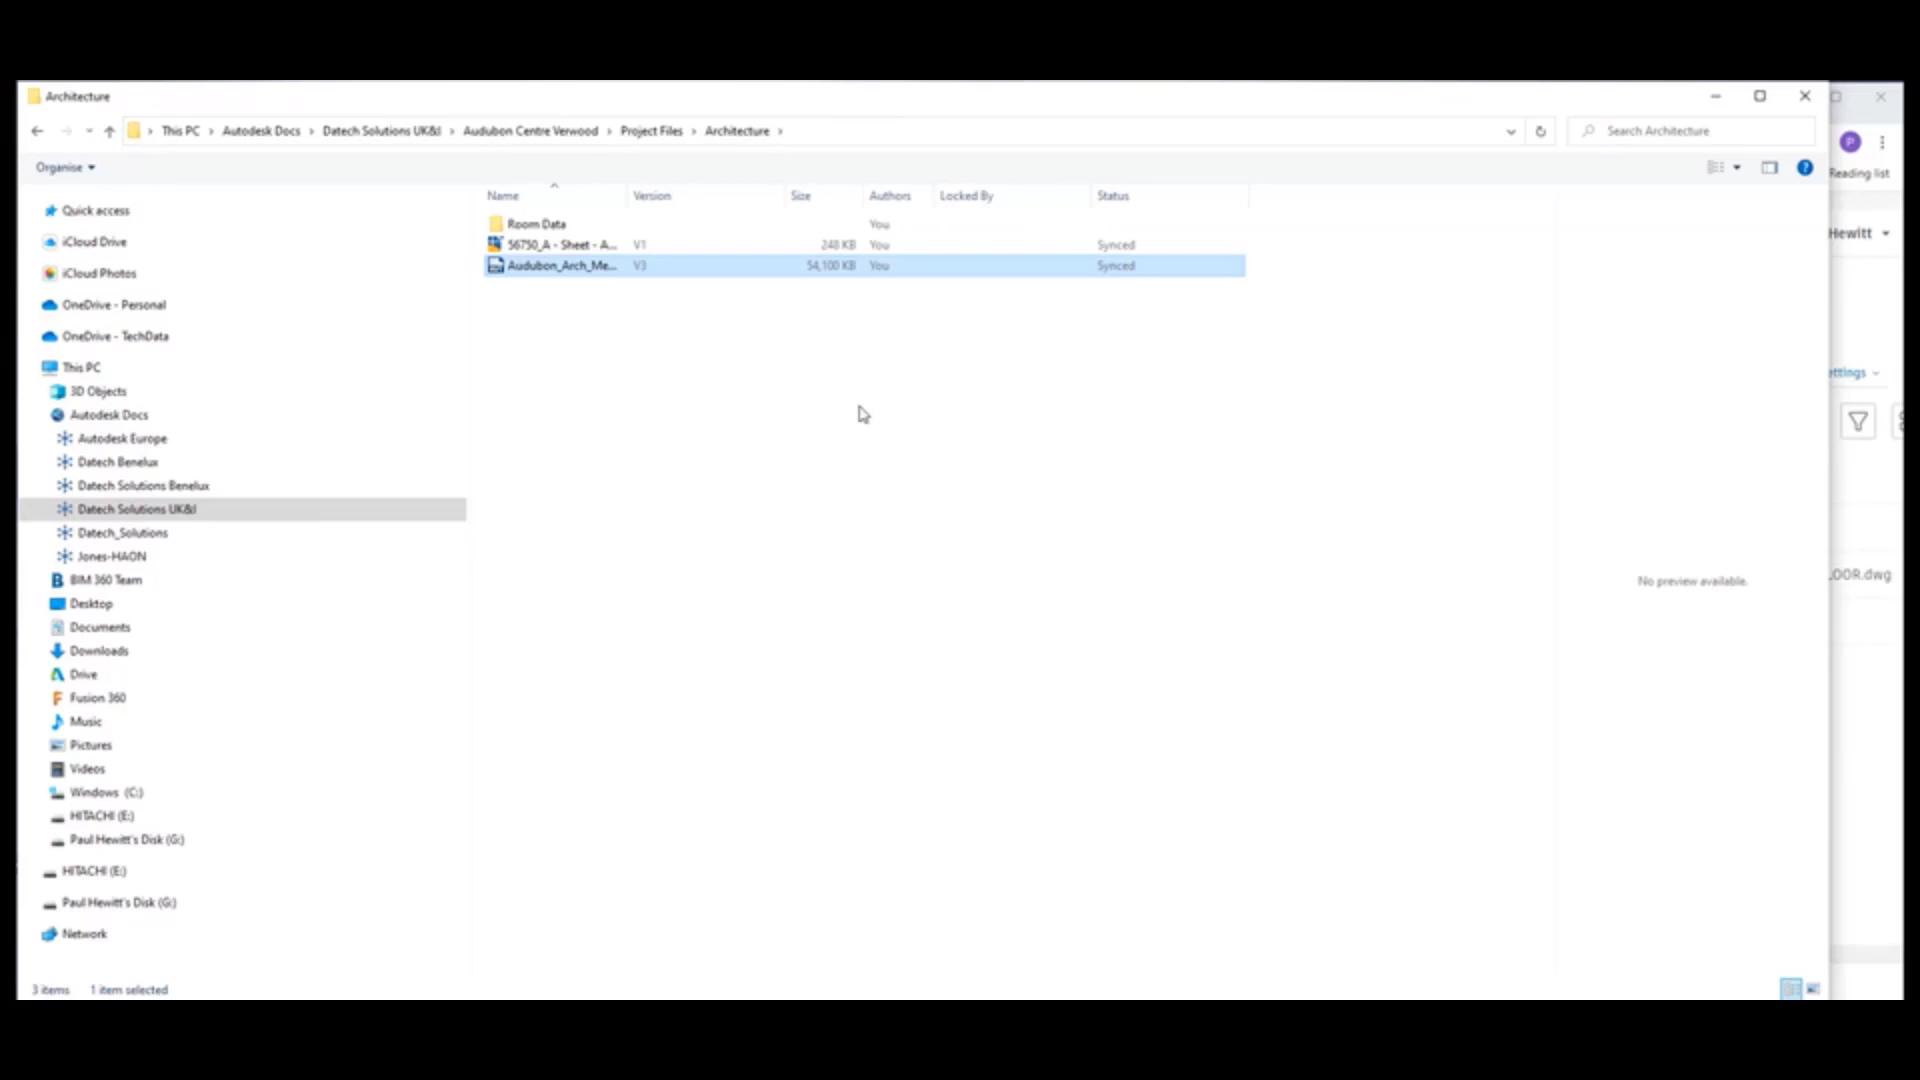 Architecture
This PC > Autodesk Docs > Datech Solutions UK&I > Audubon Centre Verwood > Project Files > Architecture >
Search Architecture
P
Organise
Reading list
Name Version Size Authors Locked By Status
Room Data You
56750_A - Sheet - A... V1 248 KB You Synced
Audubon_Arch_Me... V3 54,100 KB You Synced
Quick access
iCloud Drive
iCloud Photos
OneDrive - Personal
OneDrive - TechData
This PC
3D Objects
Autodesk Docs
Autodesk Europe
Datech Benelux
Datech Solutions Benelux
Datech Solutions UK&I
Datech_Solutions
Jones-HAON
BIM 360 Team
Desktop
Documents
Downloads
Drive
Fusion 360
Music
Pictures
Videos
Windows (C:)
HITACHI (E:)
Paul Hewitt's Disk (G:)
HITACHI (E:)
Paul Hewitt's Disk (G:)
Network
No preview available.
Hewitt
ettings
.OOR.dwg
3 items 1 item selected